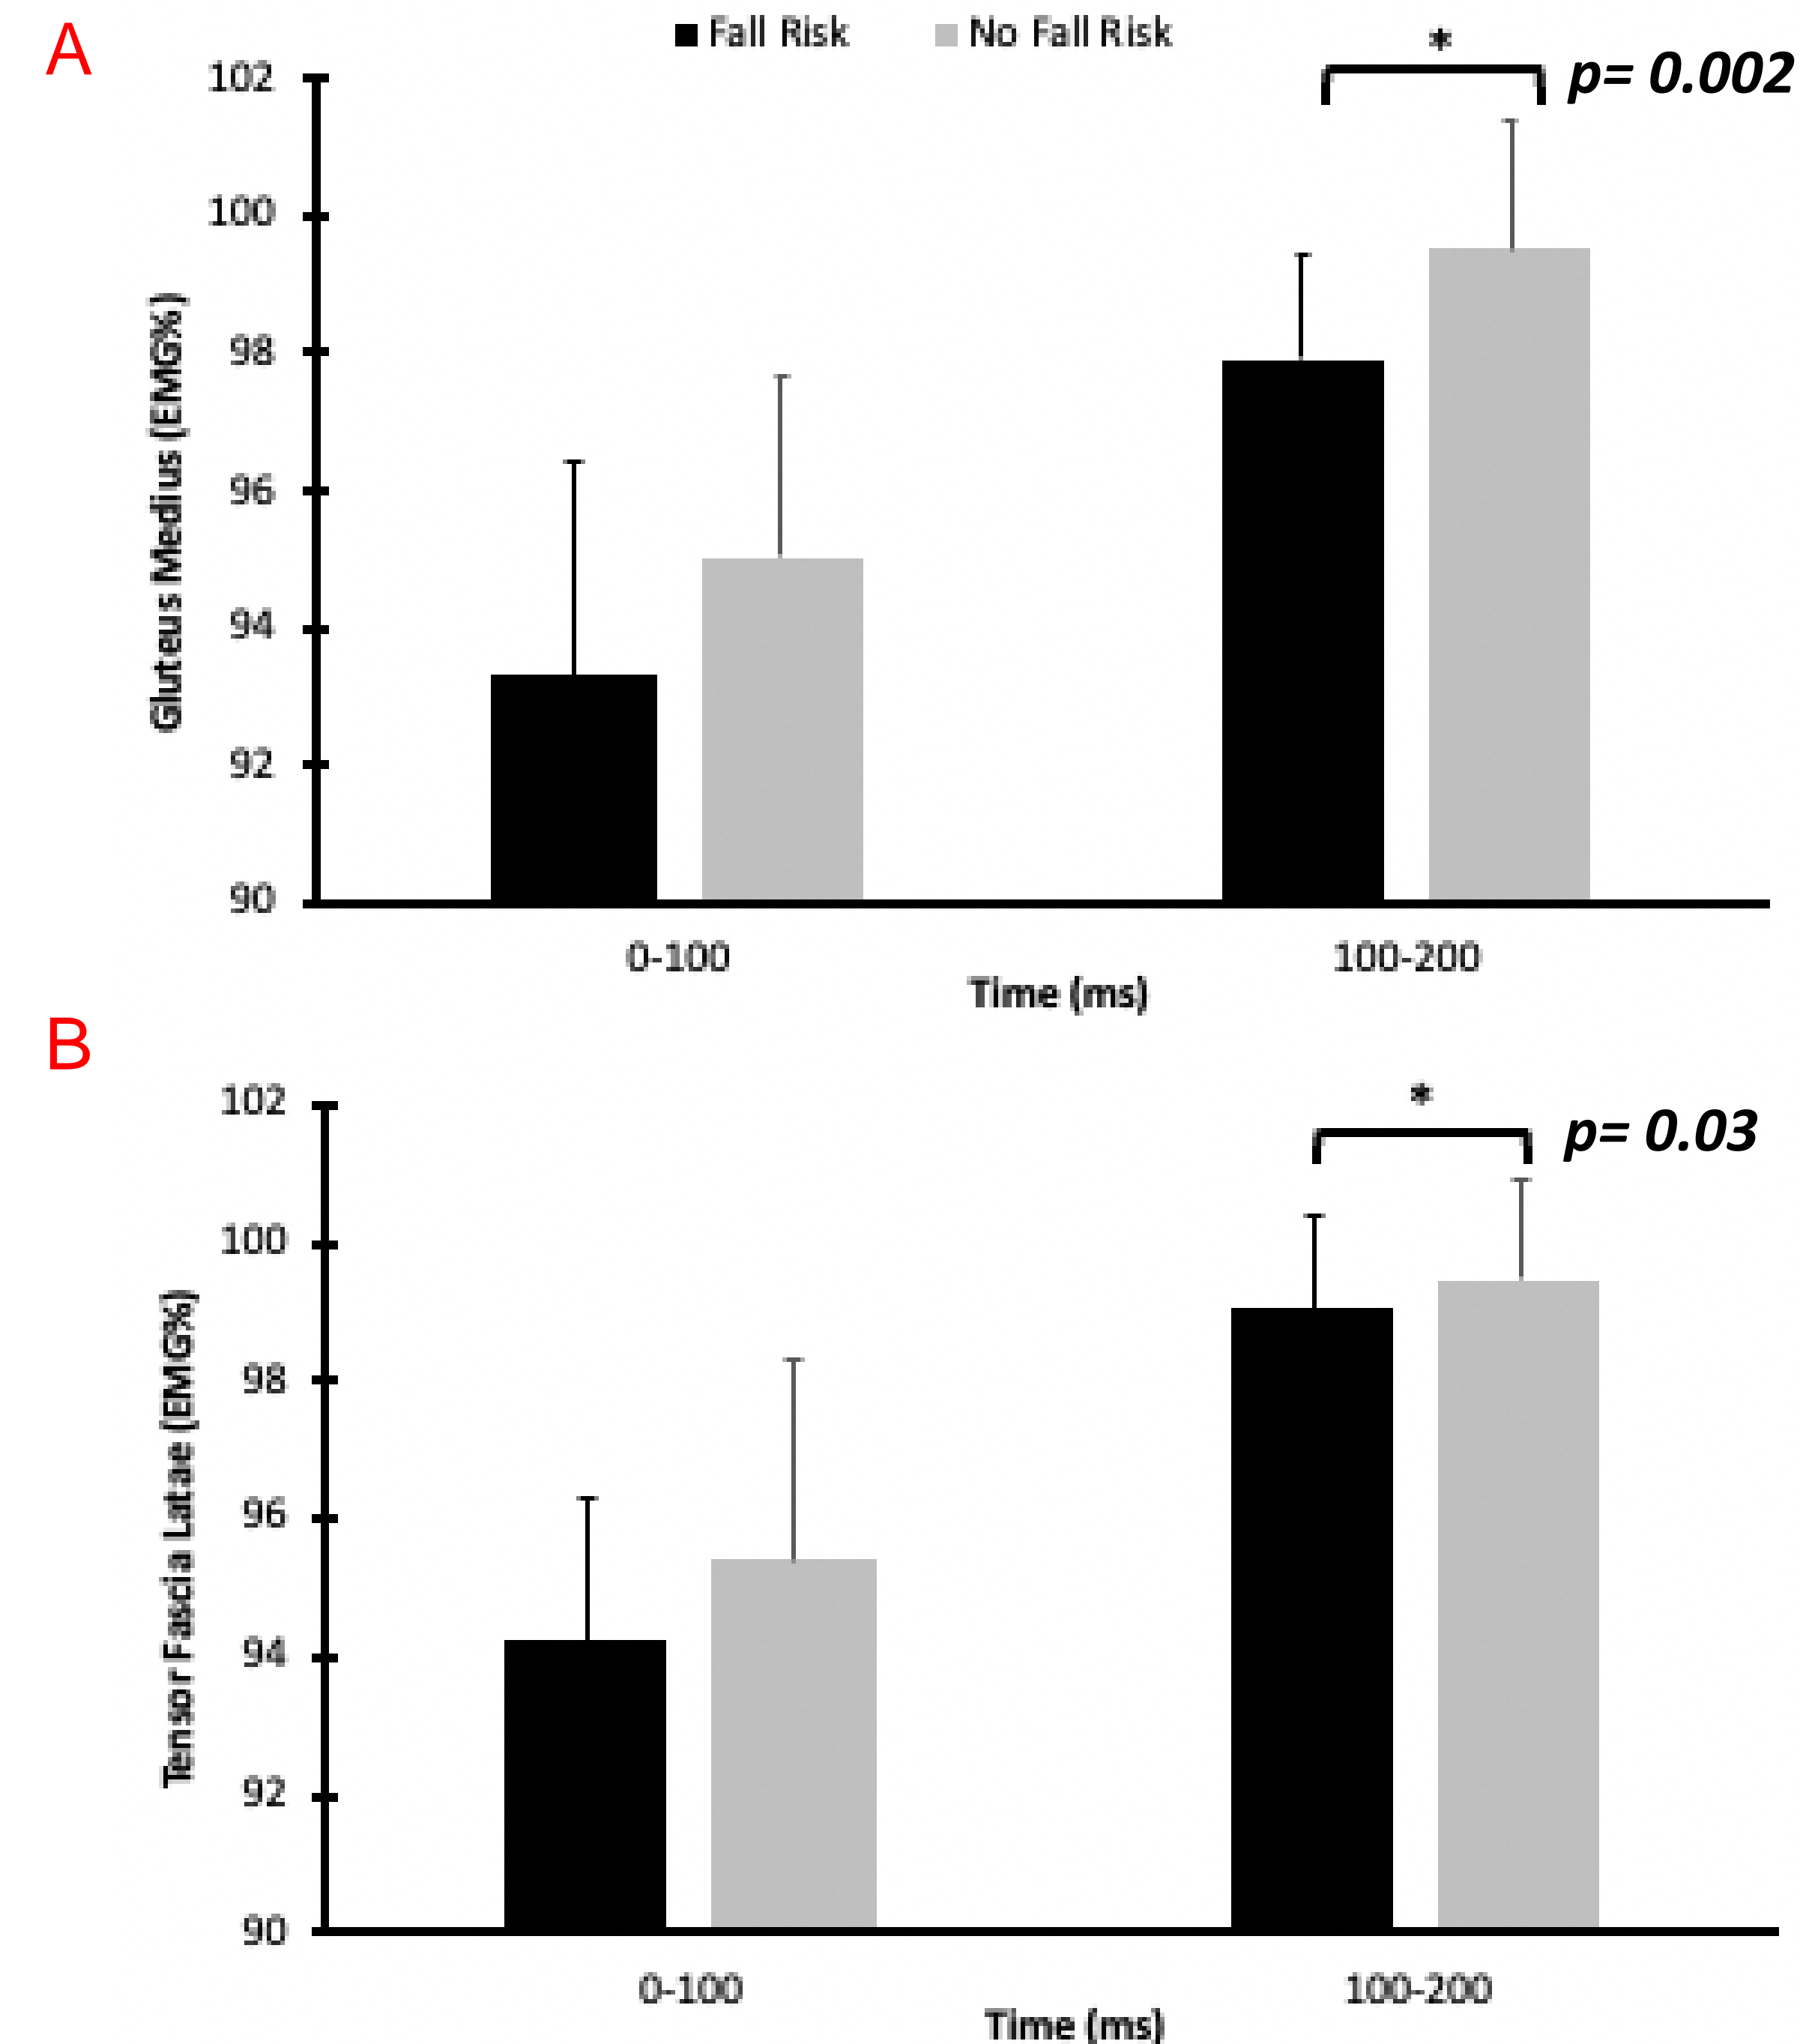 A
Fall Risk No Fall Risk
*
p= 0.002
102
100
98
96
94
92
90
Gluteus Medius (EMG%)
0-100 100-200
Time (ms)
B
*
p= 0.03
102
100
98
96
94
92
90
Tensor Fascia Latae (EMG%)
0-100 100-200
Time (ms)